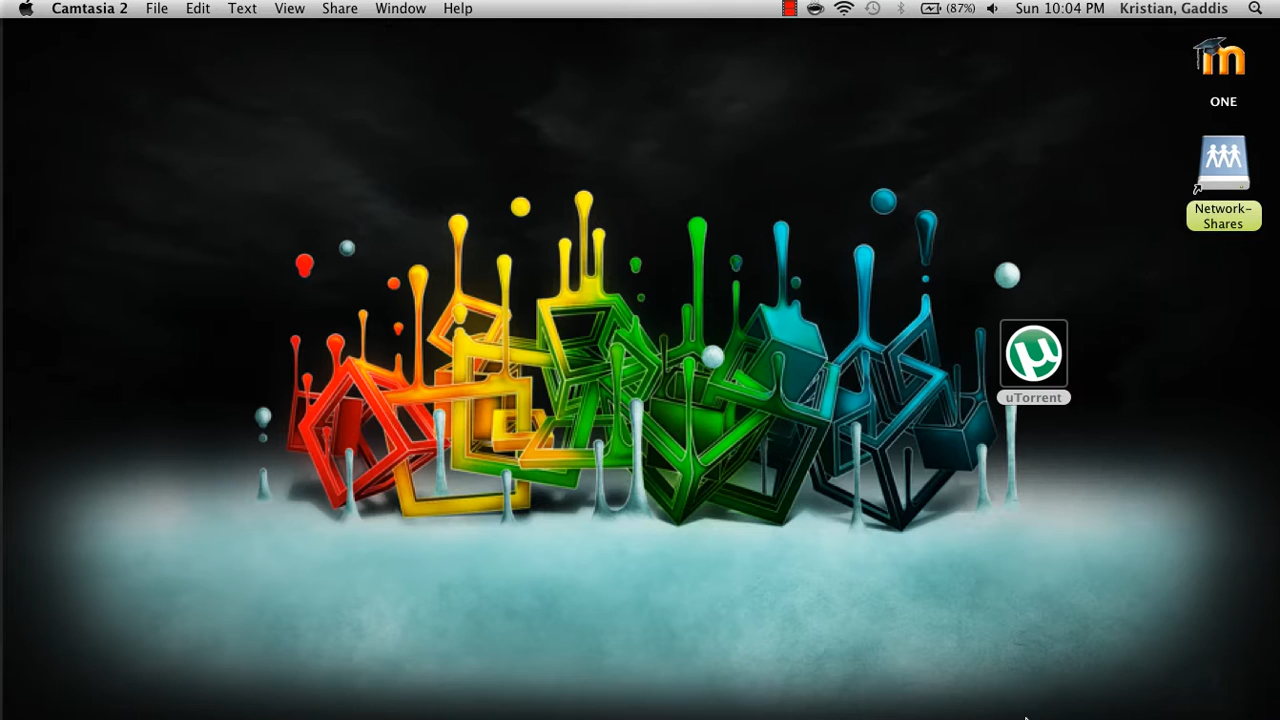 Camtasia 2 File Edit Text View Share Window Help (87%) Sun 10:04 PM Kristian, Gaddis
m
ONE
Network-
Shares
µ
uTorrent